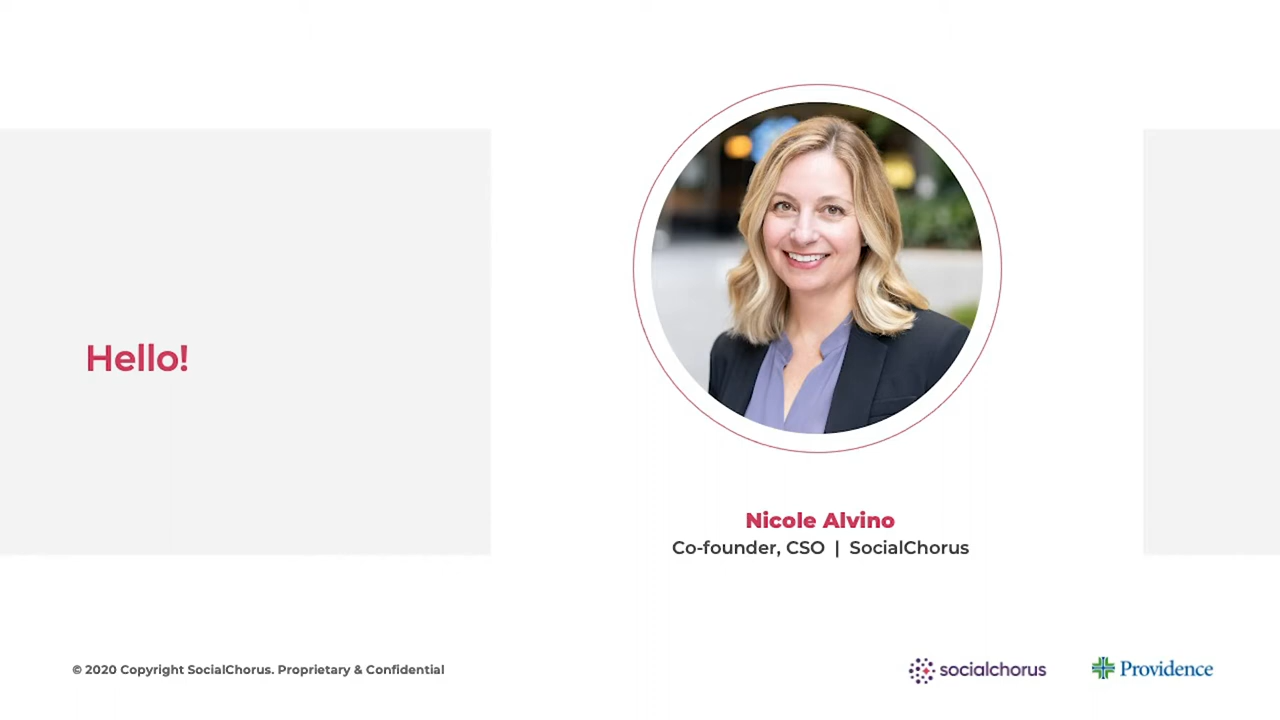 Hello!
Nicole Alvino
Co-founder, CSO | SocialChorus
© 2020 Copyright SocialChorus. Proprietary & Confidential
socialchorus
Providence